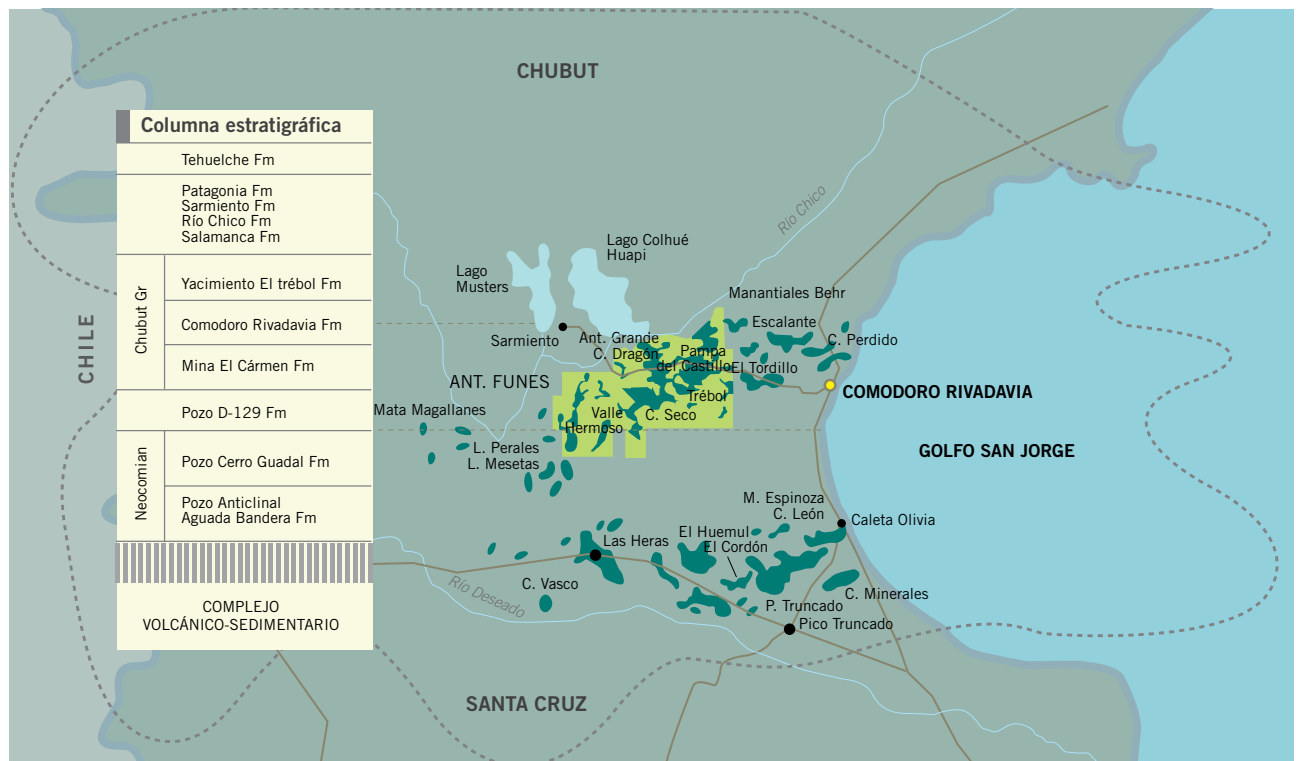 CHUBUT
Columna estratigráfica
Tehuelche Fm
Patagonia Fm
Sarmiento Fm
Río Chico Fm
Salamanca Fm
Chubut Gr
Yacimiento El trébol Fm
Comodoro Rivadavia Fm
Mina El Cármen Fm
Pozo D-129 Fm
Neocomian
Pozo Cerro Guadal Fm
Pozo Anticlinal
Aguada Bandera Fm
COMPLEJO
VOLCÁNICO-SEDIMENTARIO
CHILE
Río Chico
Lago Colhué
Huapi
Lago
Musters
Manantiales Behr
Escalante
Sarmiento
Ant. Grande
C. Dragón
Pampa
del Castillo
El Tordillo
C. Perdido
ANT. FUNES
COMODORO RIVADAVIA
Trébol
Mata Magallanes
Valle
Hermoso
C. Seco
L. Perales
L. Mesetas
GOLFO SAN JORGE
M. Espinoza
C. León
Caleta Olivia
El Huemul
El Cordón
Las Heras
C. Vasco
Río Deseado
C. Minerales
P. Truncado
Pico Truncado
SANTA CRUZ